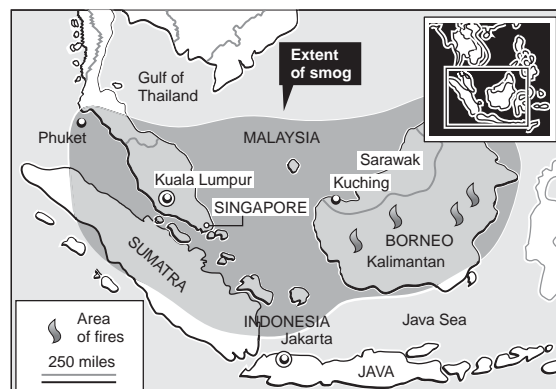 Extent
of smog
Gulf of
Thailand
Phuket
MALAYSIA
Sarawak
Kuala Lumpur
Kuching
SINGAPORE
SUMATRA
BORNEO
Kalimantan
INDONESIA
Jakarta
Java Sea
JAVA
Area
of fires
250 miles